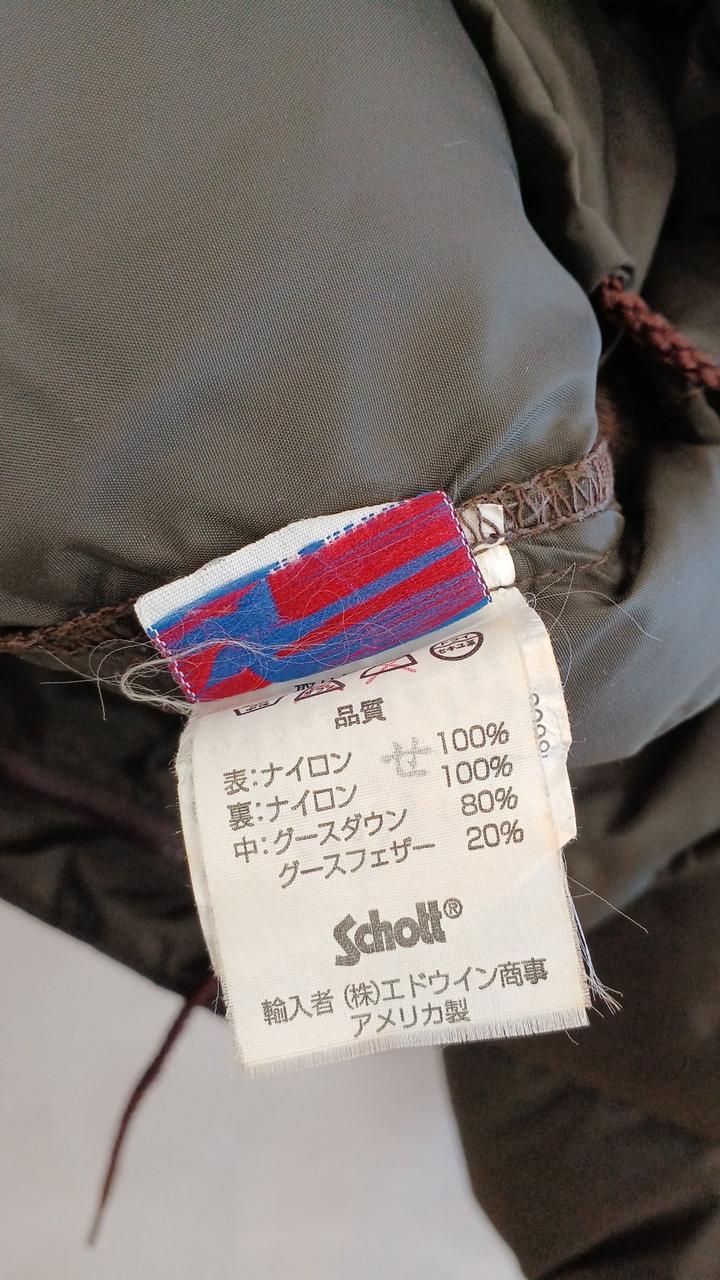 品質
せ
表:ナイロン 100%
裏:ナイロン 100%
中:グースダウン 80%
グースフェザー 20%
Schott®
輸入者 (株)エドウイン商事
アメリカ製